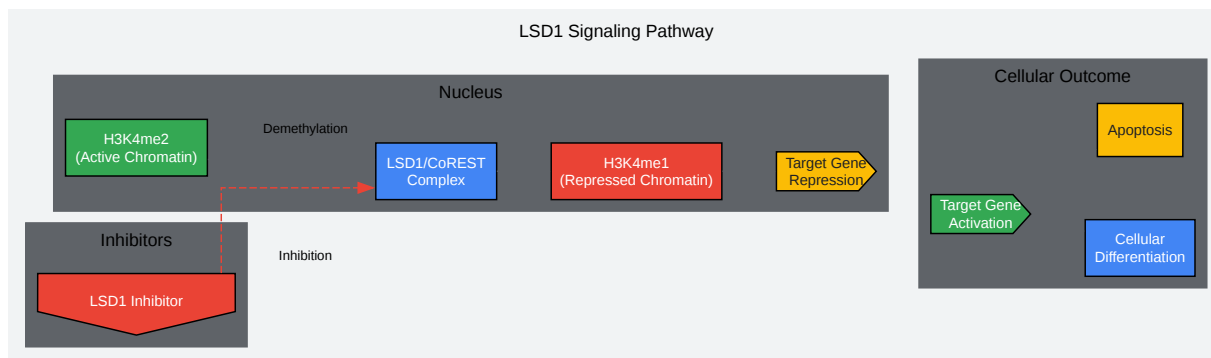 LSD1 Signaling Pathway
Nucleus
H3K4me2
(Active Chromatin)
Demethylation
LSD1/CoREST
Complex
H3K4me1
(Repressed Chromatin)
Target Gene
Repression
Inhibitors
LSD1 Inhibitor
Inhibition
Cellular Outcome
Apoptosis
Target Gene
Activation
Cellular
Differentiation